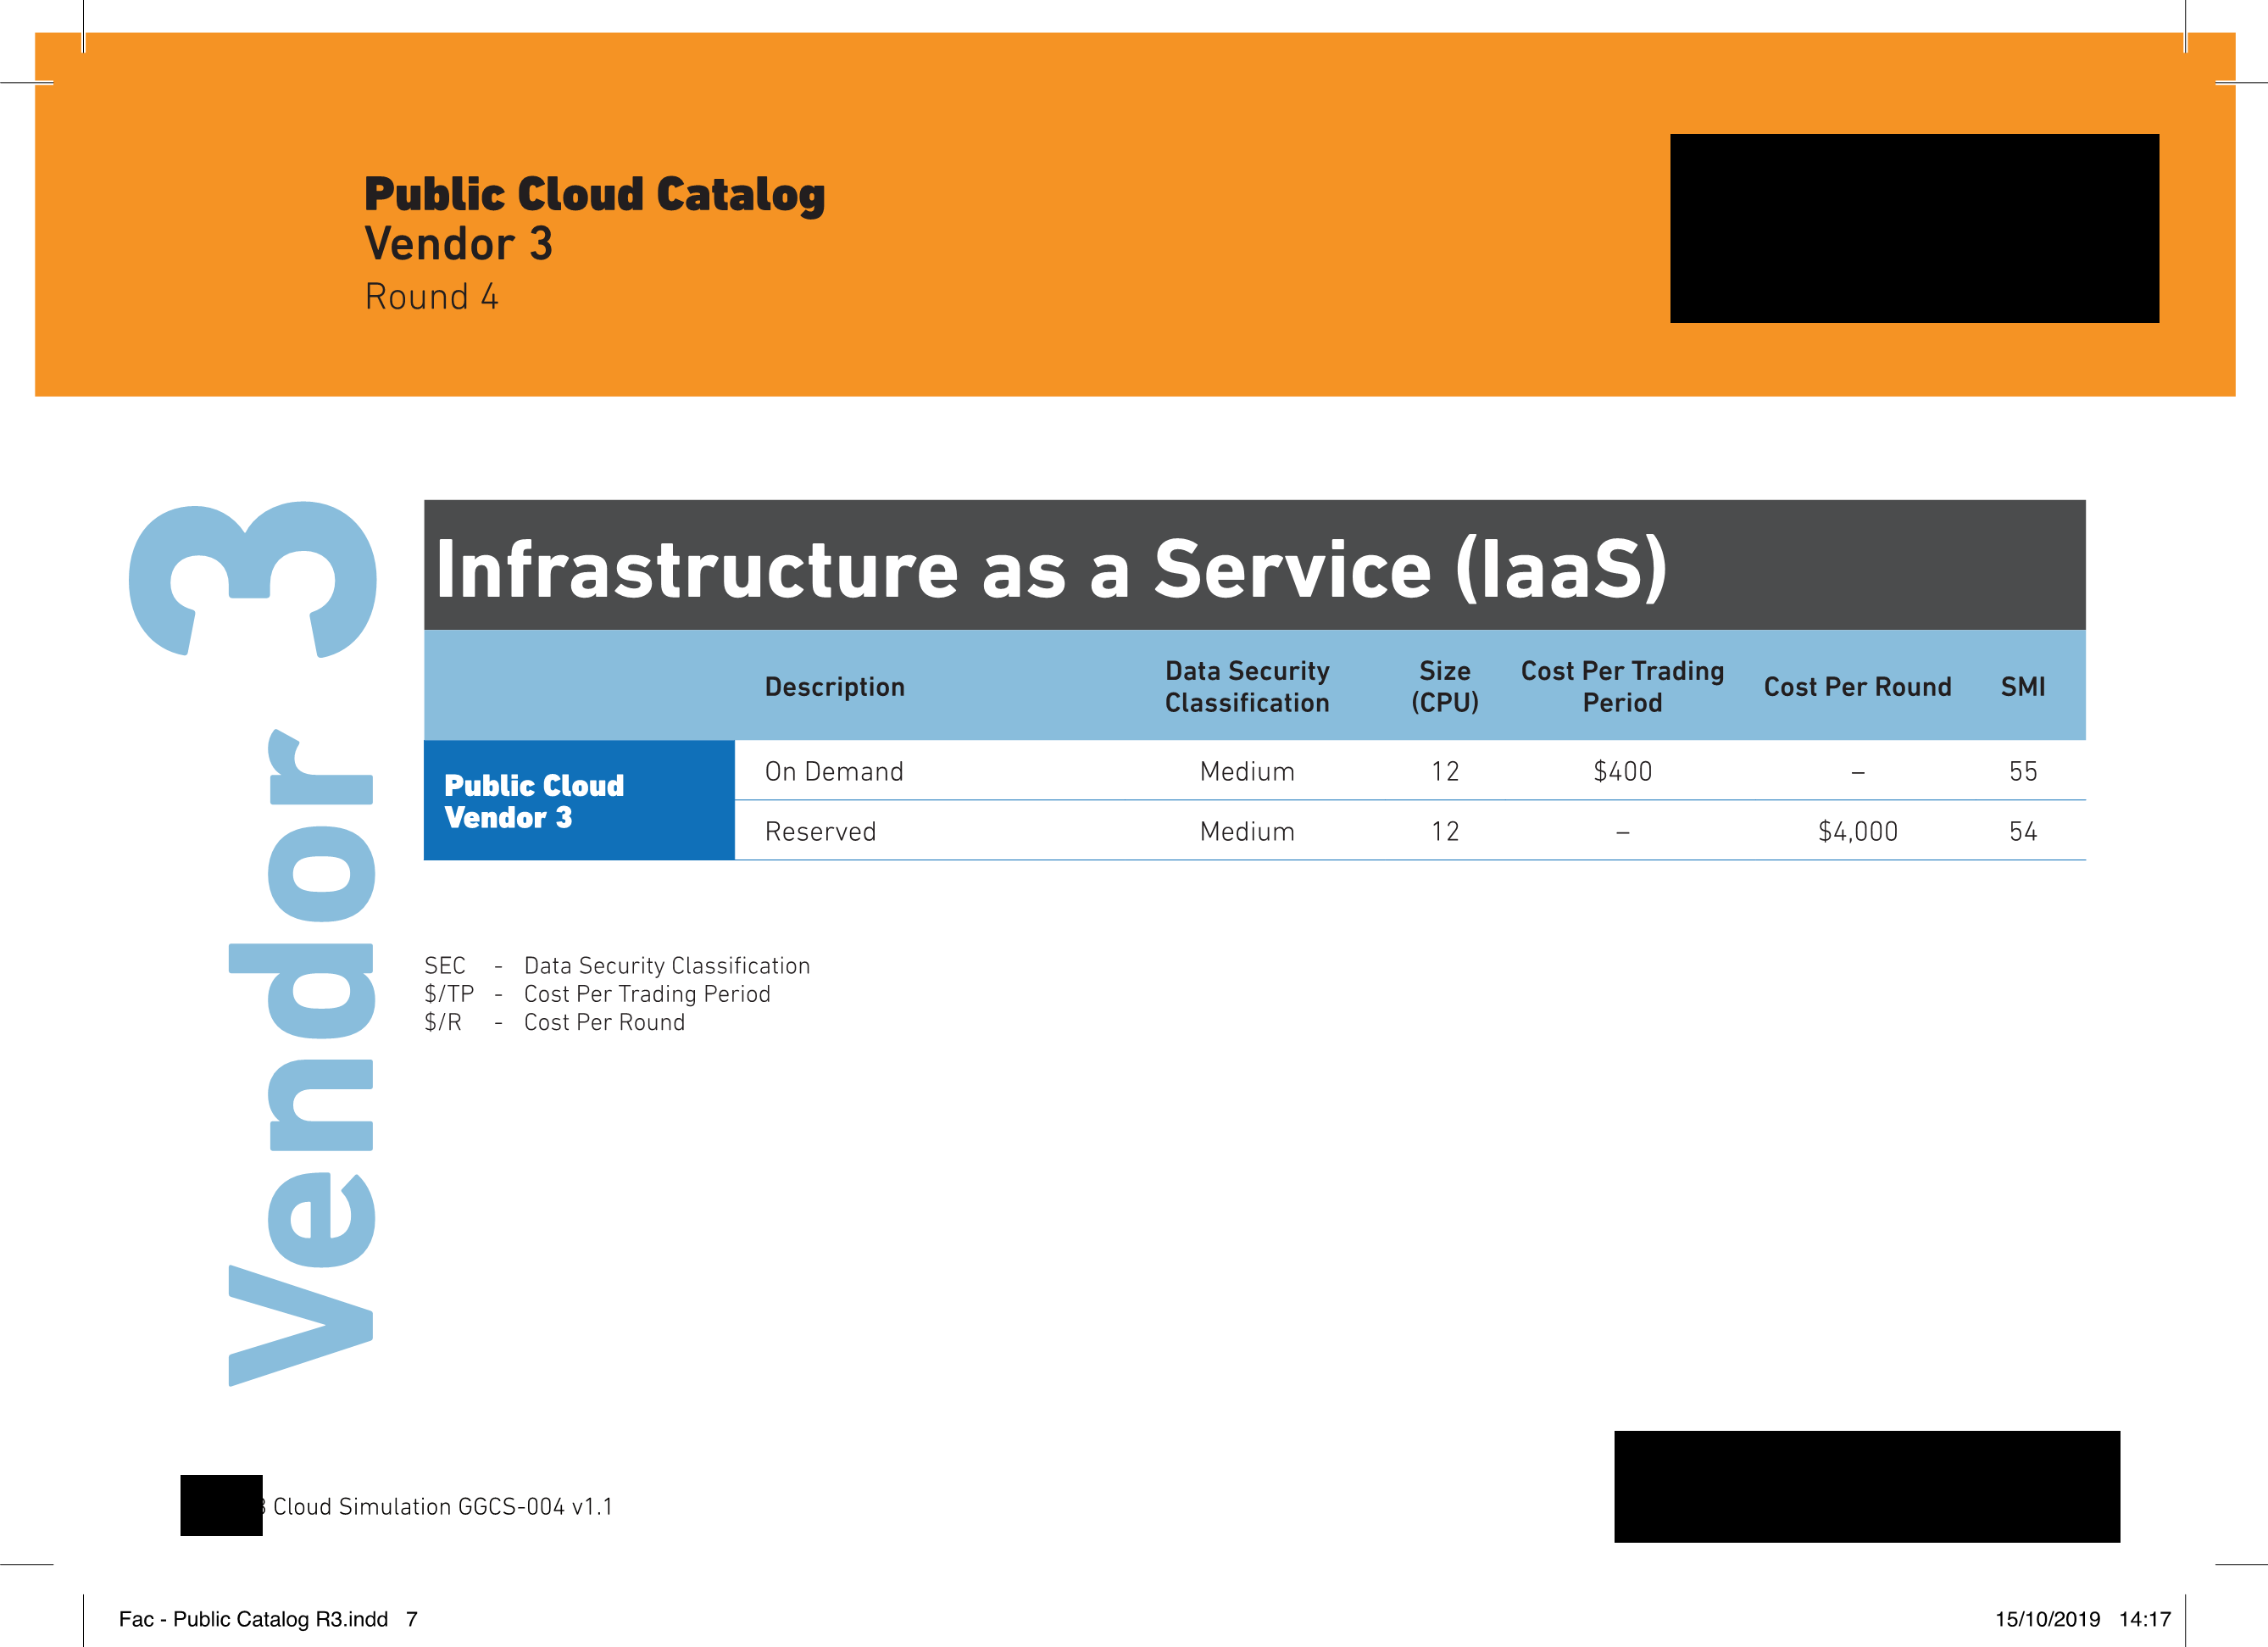 Public Cloud Catalog
Vendor 3
Round 4
Vendor 3
Infrastructure as a Service (IaaS)
Description Data Security Classification Size (CPU) Cost Per Trading Period Cost Per Round SMI
Public Cloud Vendor 3
On Demand Medium 12 $400 – 55
Reserved Medium 12 – $4,000 54
SEC - Data Security Classification
$/TP - Cost Per Trading Period
$/R - Cost Per Round
Cloud Simulation GGCS-004 v1.1
Fac - Public Catalog R3.indd 7 15/10/2019 14:17